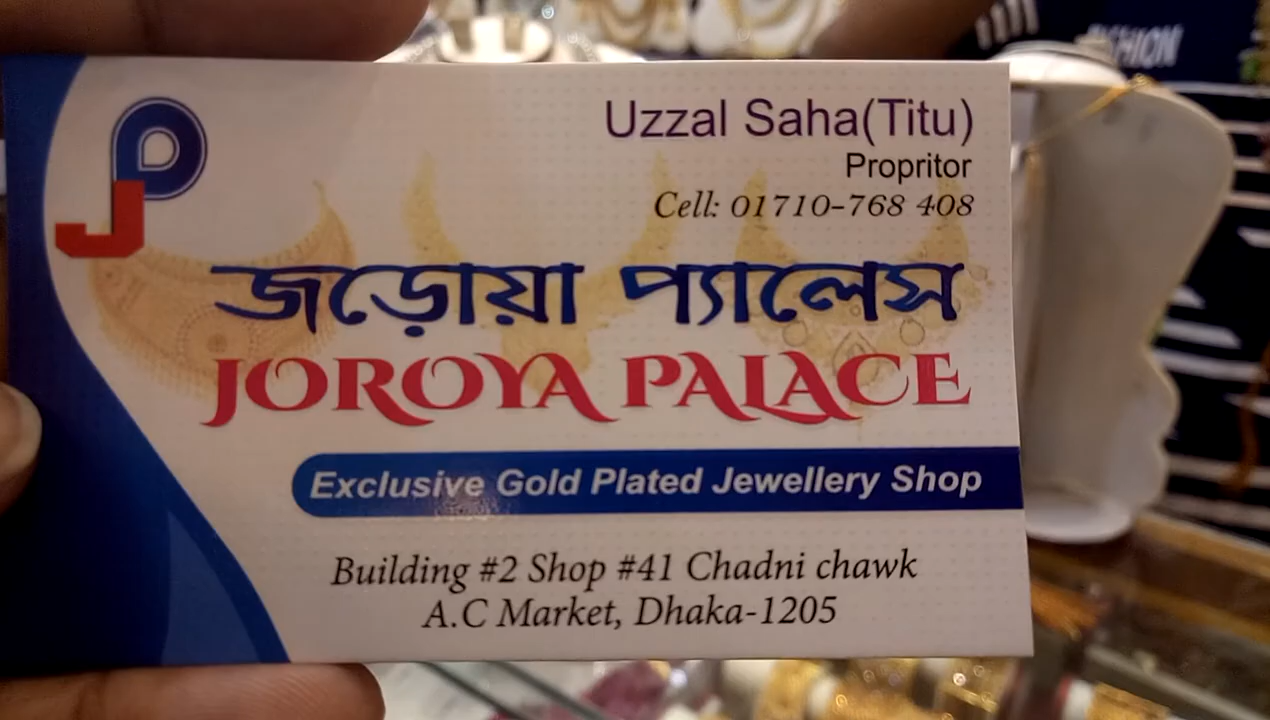 Uzzal Saha(Titu)
Propritor
Cell: 01710-768 408
JP
জড়োয়া প্যালেস
JOROYA PALACE
Exclusive Gold Plated Jewellery Shop
Building #2 Shop #41 Chadni chawk
A.C Market, Dhaka-1205
FASHION